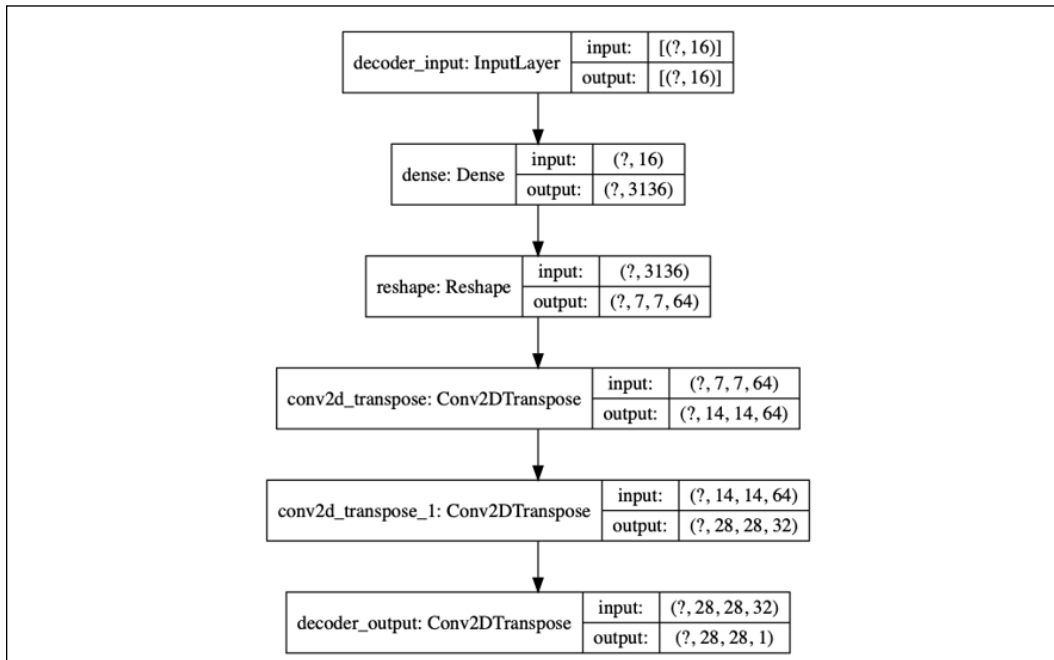 decoder_input: InputLayer input: [(?, 16)]
output: [(?, 16)]
dense: Dense input: (?, 16)
output: (?, 3136)
reshape: Reshape input: (?, 3136)
output: (?, 7, 7, 64)
conv2d_transpose: Conv2DTranspose input: (?, 7, 7, 64)
output: (?, 14, 14, 64)
conv2d_transpose_1: Conv2DTranspose input: (?, 14, 14, 64)
output: (?, 28, 28, 32)
decoder_output: Conv2DTranspose input: (?, 28, 28, 32)
output: (?, 28, 28, 1)